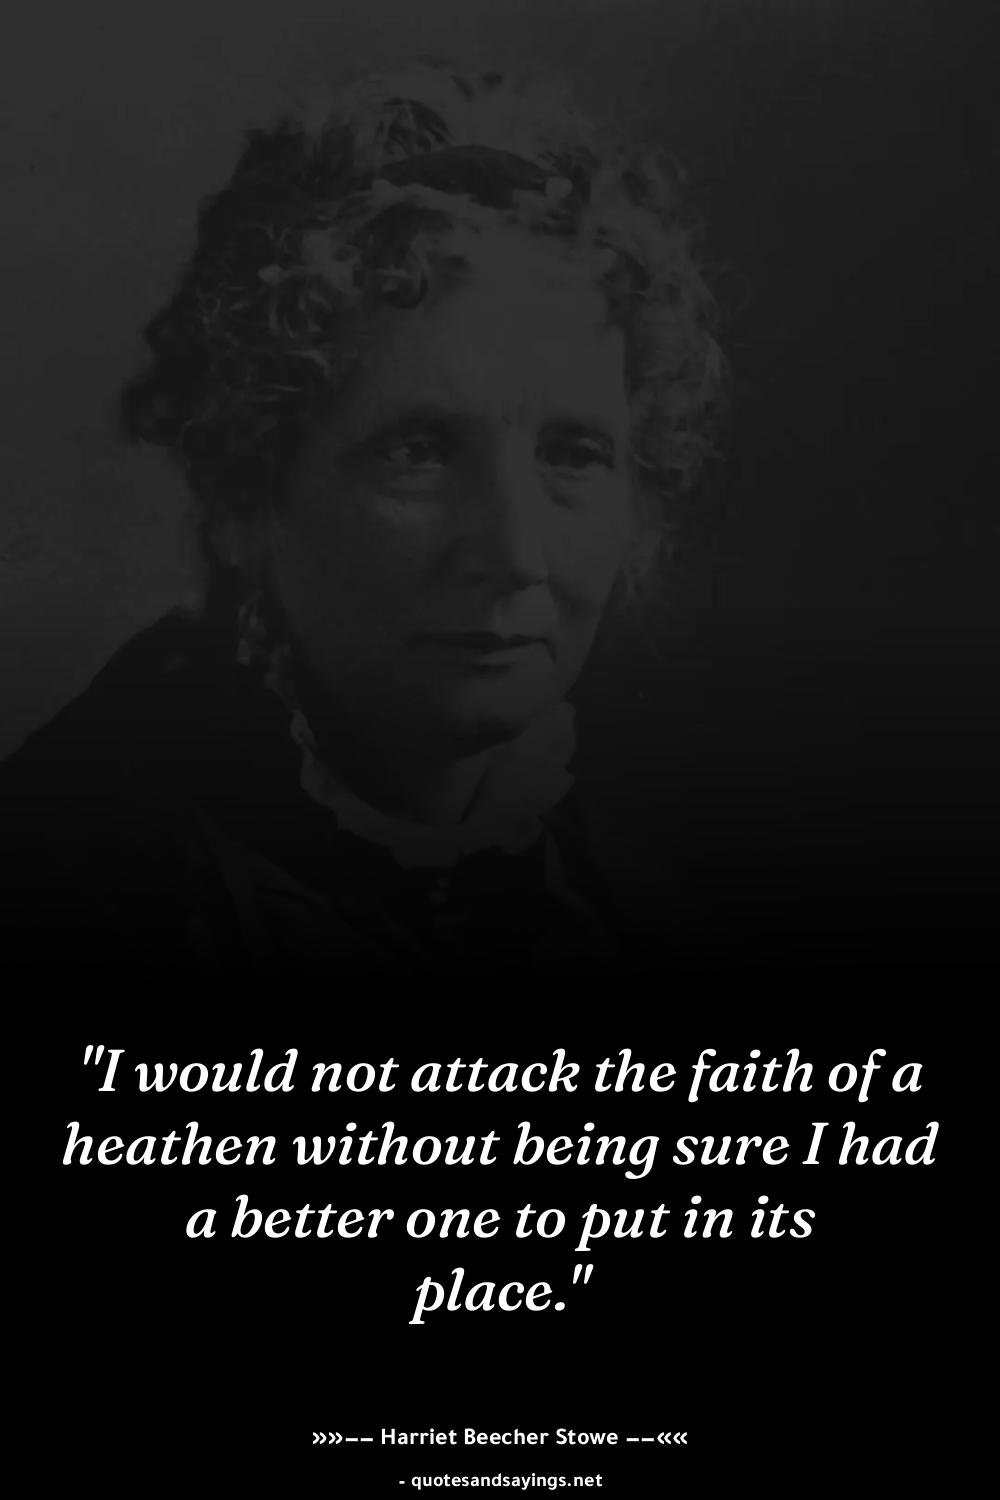 "I would not attack the faith of a
heathen without being sure I had
a better one to put in its
place."
»»–– Harriet Beecher Stowe ––««
- quotesandsayings.net